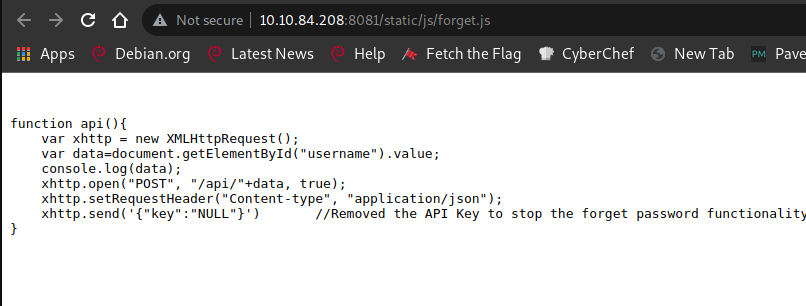 Not secure | 10.10.84.208:8081/static/js/forget.js
Apps Debian.org Latest News Help Fetch the Flag CyberChef New Tab PM Pave
function api(){
    var xhttp = new XMLHttpRequest();
    var data=document.getElementById("username").value;
    console.log(data);
    xhttp.open("POST", "/api/"+data, true);
    xhttp.setRequestHeader("Content-type", "application/json");
    xhttp.send('{"key":"NULL"}')       //Removed the API Key to stop the forget password functionality
}